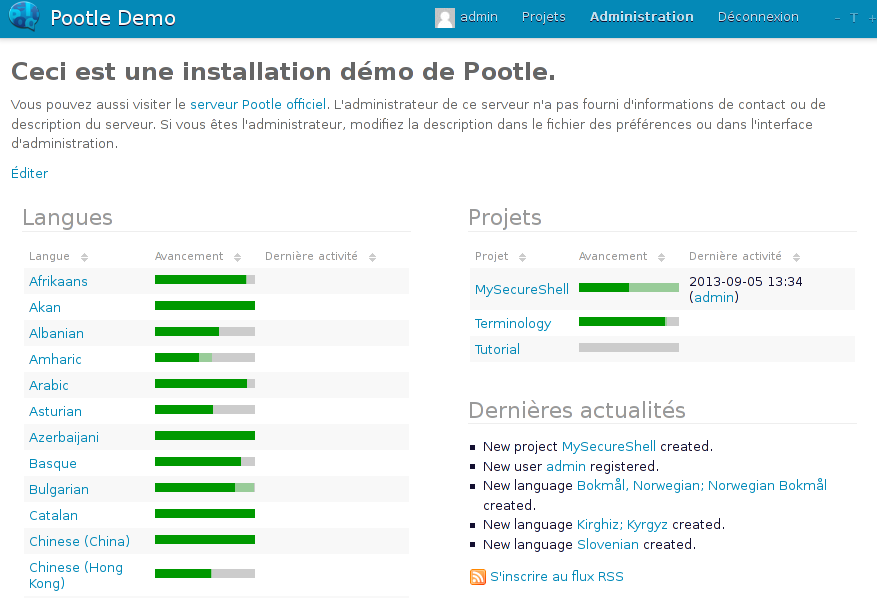 Pootle Demo
admin Projets Administration Déconnexion - T +
Ceci est une installation démo de Pootle.
Vous pouvez aussi visiter le serveur Pootle officiel. L'administrateur de ce serveur n'a pas fourni d'informations de contact ou de
description du serveur. Si vous êtes l'administrateur, modifiez la description dans le fichier des préférences ou dans l'interface
d'administration.
Éditer
Langues
Langue Avancement Dernière activité
Afrikaans
Akan
Albanian
Amharic
Arabic
Asturian
Azerbaijani
Basque
Bulgarian
Catalan
Chinese (China)
Chinese (Hong
Kong)
Projets
Projet Avancement Dernière activité
MySecureShell 2013-09-05 13:34
(admin)
Terminology
Tutorial
Dernières actualités
New project MySecureShell created.
New user admin registered.
New language Bokmål, Norwegian; Norwegian Bokmål
created.
New language Kirghiz; Kyrgyz created.
New language Slovenian created.
S'inscrire au flux RSS